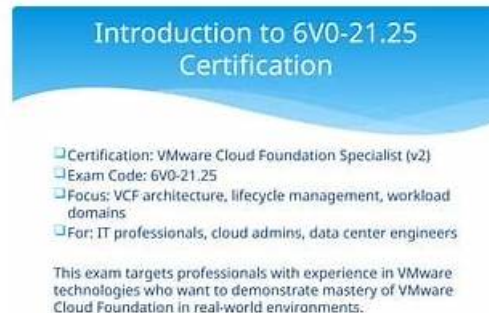 Introduction to 6V0-21.25
Certification
Certification: VMware Cloud Foundation Specialist (v2)
Exam Code: 6V0-21.25
Focus: VCF architecture, lifecycle management, workload
domains
For: IT professionals, cloud admins, data center engineers
This exam targets professionals with experience in VMware
technologies who want to demonstrate mastery of VMware
Cloud Foundation in real-world environments.